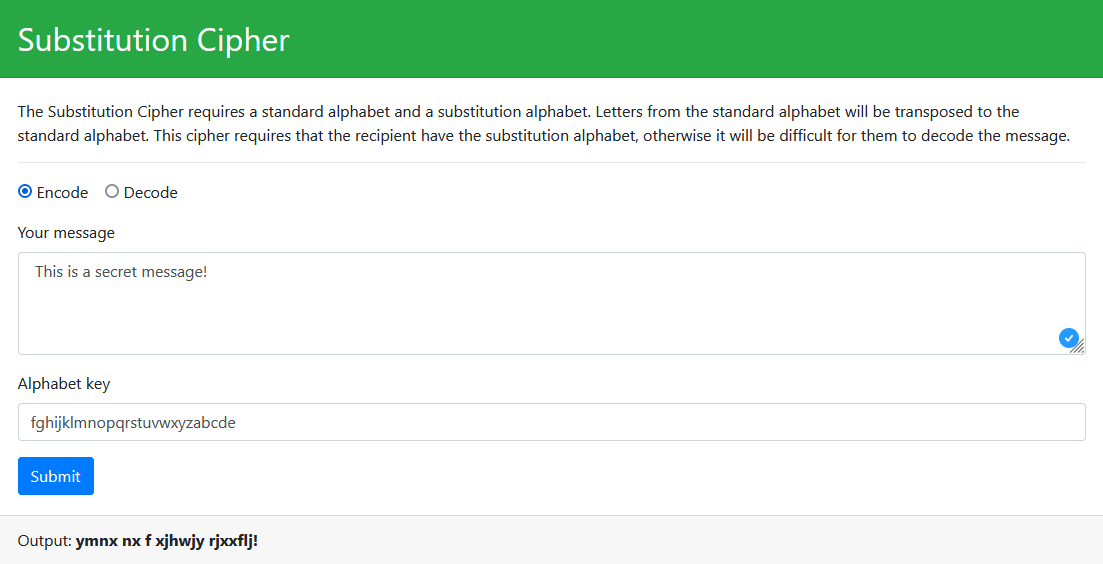 Substitution Cipher
The Substitution Cipher requires a standard alphabet and a substitution alphabet. Letters from the standard alphabet will be transposed to the
standard alphabet. This cipher requires that the recipient have the substitution alphabet, otherwise it will be difficult for them to decode the message.
Encode Decode
Your message
This is a secret message!
Alphabet key
fghijklmnopqrstuvwxyzabcde
Submit
Output: ymnx nx f xjhwjy rjxxflj!